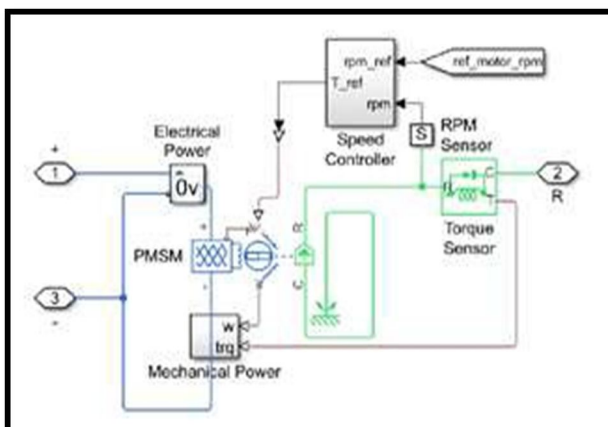 rpm_ref
ref_motor_rpm
T_ref
rpm
Speed
Controller
S
RPM
Sensor
Electrical
Power
+
1
0v
2
R
C
T
Torque
Sensor
R
+
PMSM
C
3
-
-
w
trq
Mechanical Power